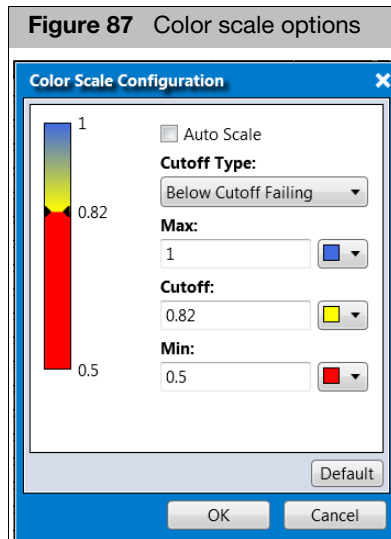 Figure 87 Color scale options
Color Scale Configuration
1
Auto Scale
Cutoff Type:
Below Cutoff Failing
0.82
Max:
1
Cutoff:
0.82
Min:
0.5
0.5
Default
OK Cancel